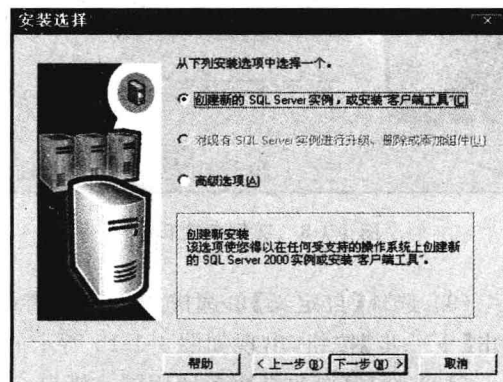 安装选择
从下列安装选项中选择一个。
创建新的 SQL Server 实例，或安装"客户端工具"(C)
对现有 SQL Server 实例进行升级、删除或添加组件(U)
高级选项(A)
创建新安装
该选项使您得以在任何受支持的操作系统上创建新
的 SQL Server 2000 实例或安装"客户端工具"。
帮助
< 上一步(B)
下一步(N) >
取消